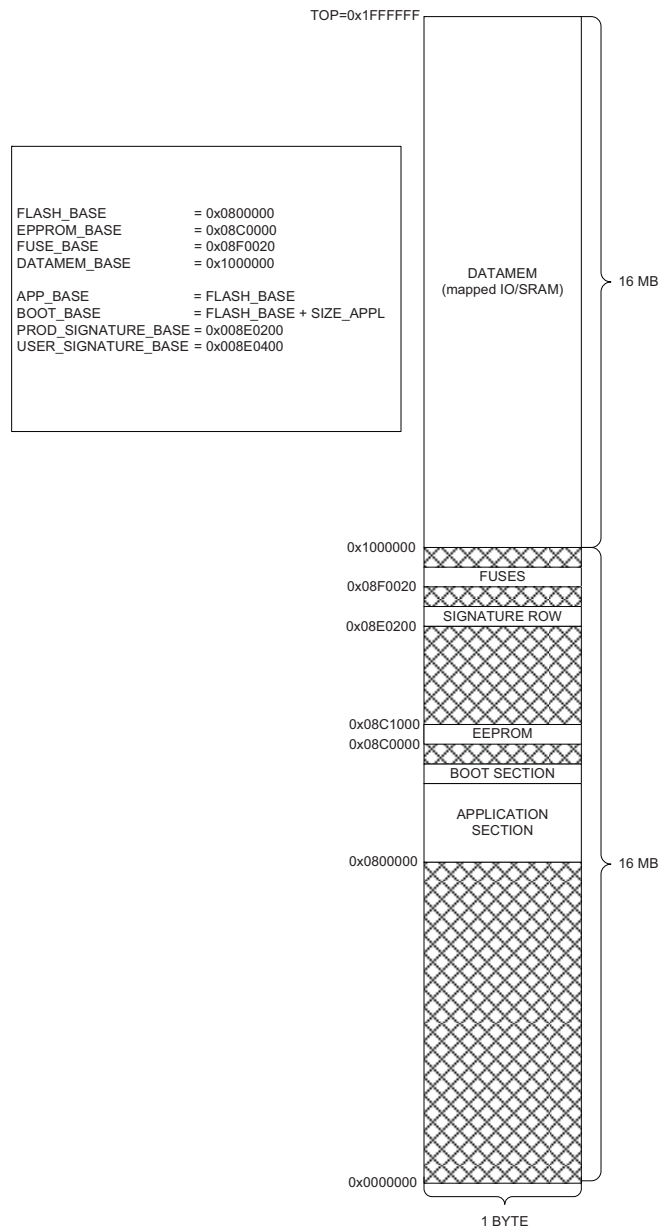 TOP=0x1FFFFFF
FLASH_BASE = 0x0800000
EPPROM_BASE = 0x08C0000
FUSE_BASE = 0x08F0020
DATAMEM_BASE = 0x1000000
APP_BASE = FLASH_BASE
BOOT_BASE = FLASH_BASE + SIZE_APPL
PROD_SIGNATURE_BASE = 0x008E0200
USER_SIGNATURE_BASE = 0x008E0400
DATAMEM
(mapped IO/SRAM)
16 MB
0x1000000
FUSES
0x08F0020
SIGNATURE ROW
0x08E0200
0x08C1000
EEPROM
0x08C0000
BOOT SECTION
APPLICATION
SECTION
0x0800000
16 MB
0x0000000
1 BYTE